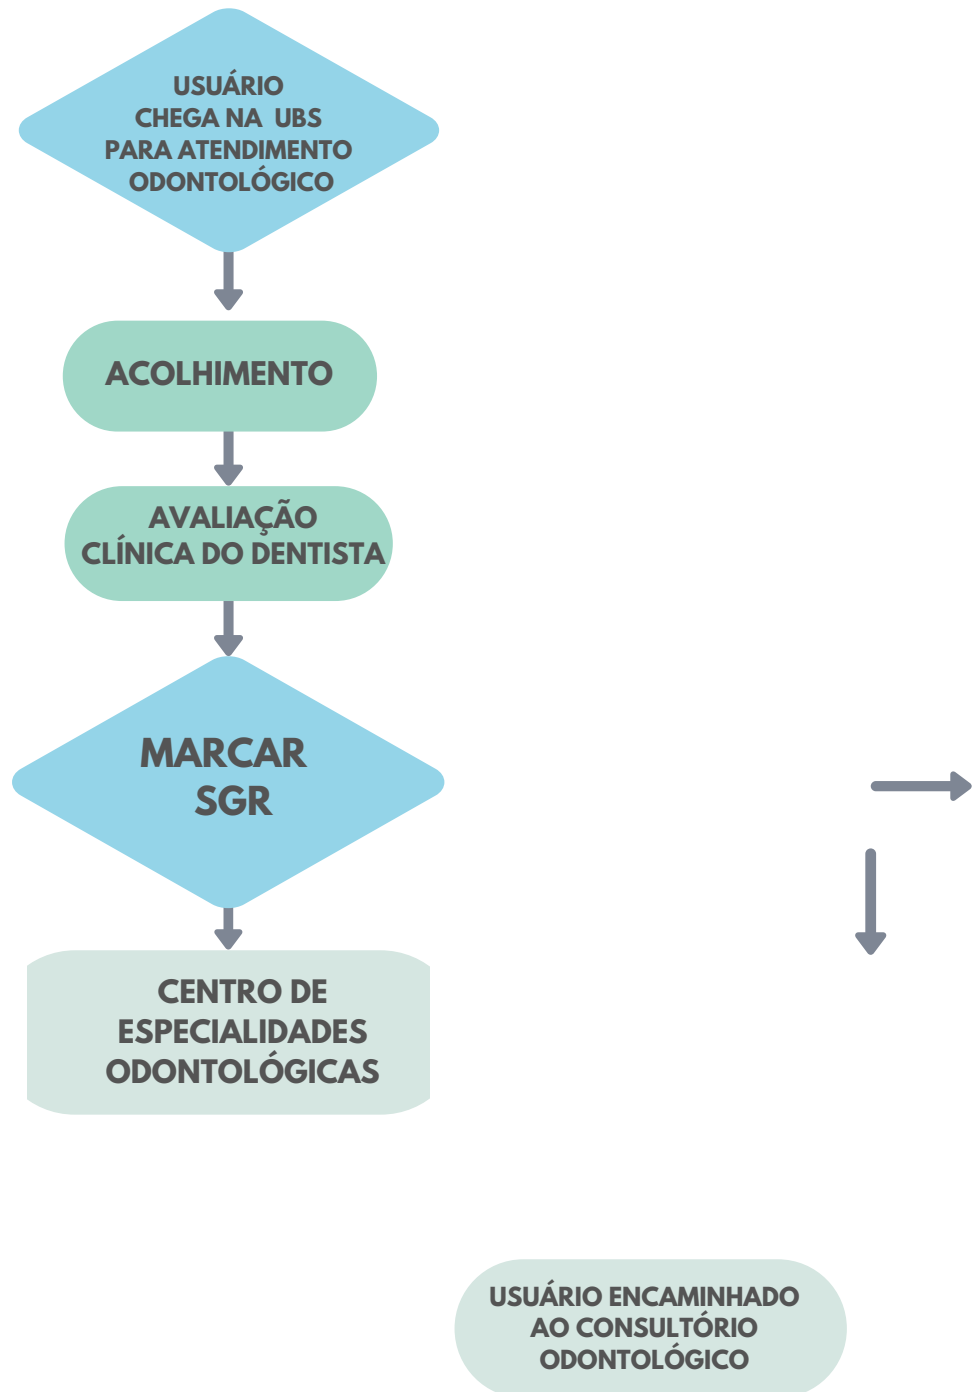 USUÁRIO
CHEGA NA UBS
PARA ATENDIMENTO
ODONTOLÓGICO
ACOLHIMENTO
AVALIAÇÃO
CLÍNICA DO DENTISTA
MARCAR
SGR
CENTRO DE
ESPECIALIDADES
ODONTOLÓGICAS
USUÁRIO ENCAMINHADO
AO CONSULTÓRIO
ODONTOLÓGICO